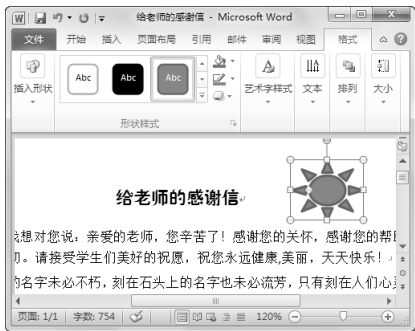 给老师的感谢信 - Microsoft Word
文件 开始 插入 页面布局 引用 邮件 审阅 视图 格式
插入形状
Abc Abc Abc
艺术字样式 文本 排列 大小
形状样式
给老师的感谢信
想对您说：亲爱的老师，您辛苦了！感谢您的关怀，感谢您的帮
。请接受学生们美好的祝愿，祝您永远健康,美丽，天天快乐！
的名字未必不朽，刻在石头上的名字也未必流芳，只有刻在人们心
页面: 1/1 字数: 754 120%